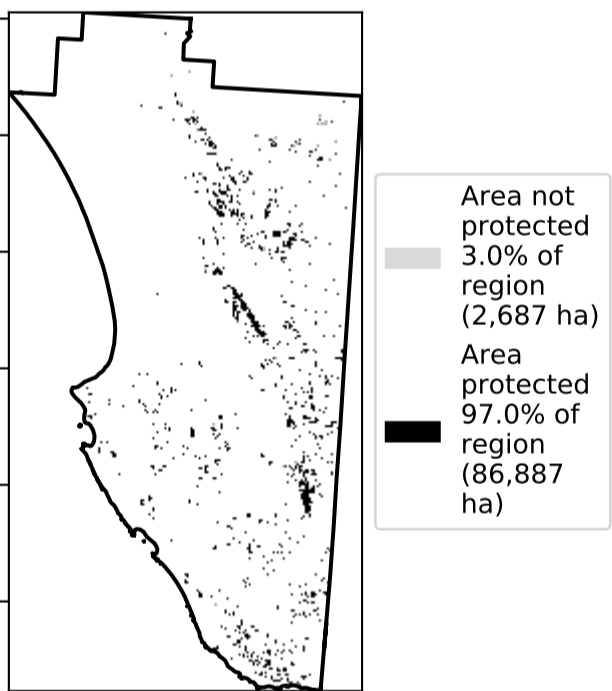 Area not
protected
3.0% of
region
(2,687 ha)
Area
protected
97.0% of
region
(86,887
ha)